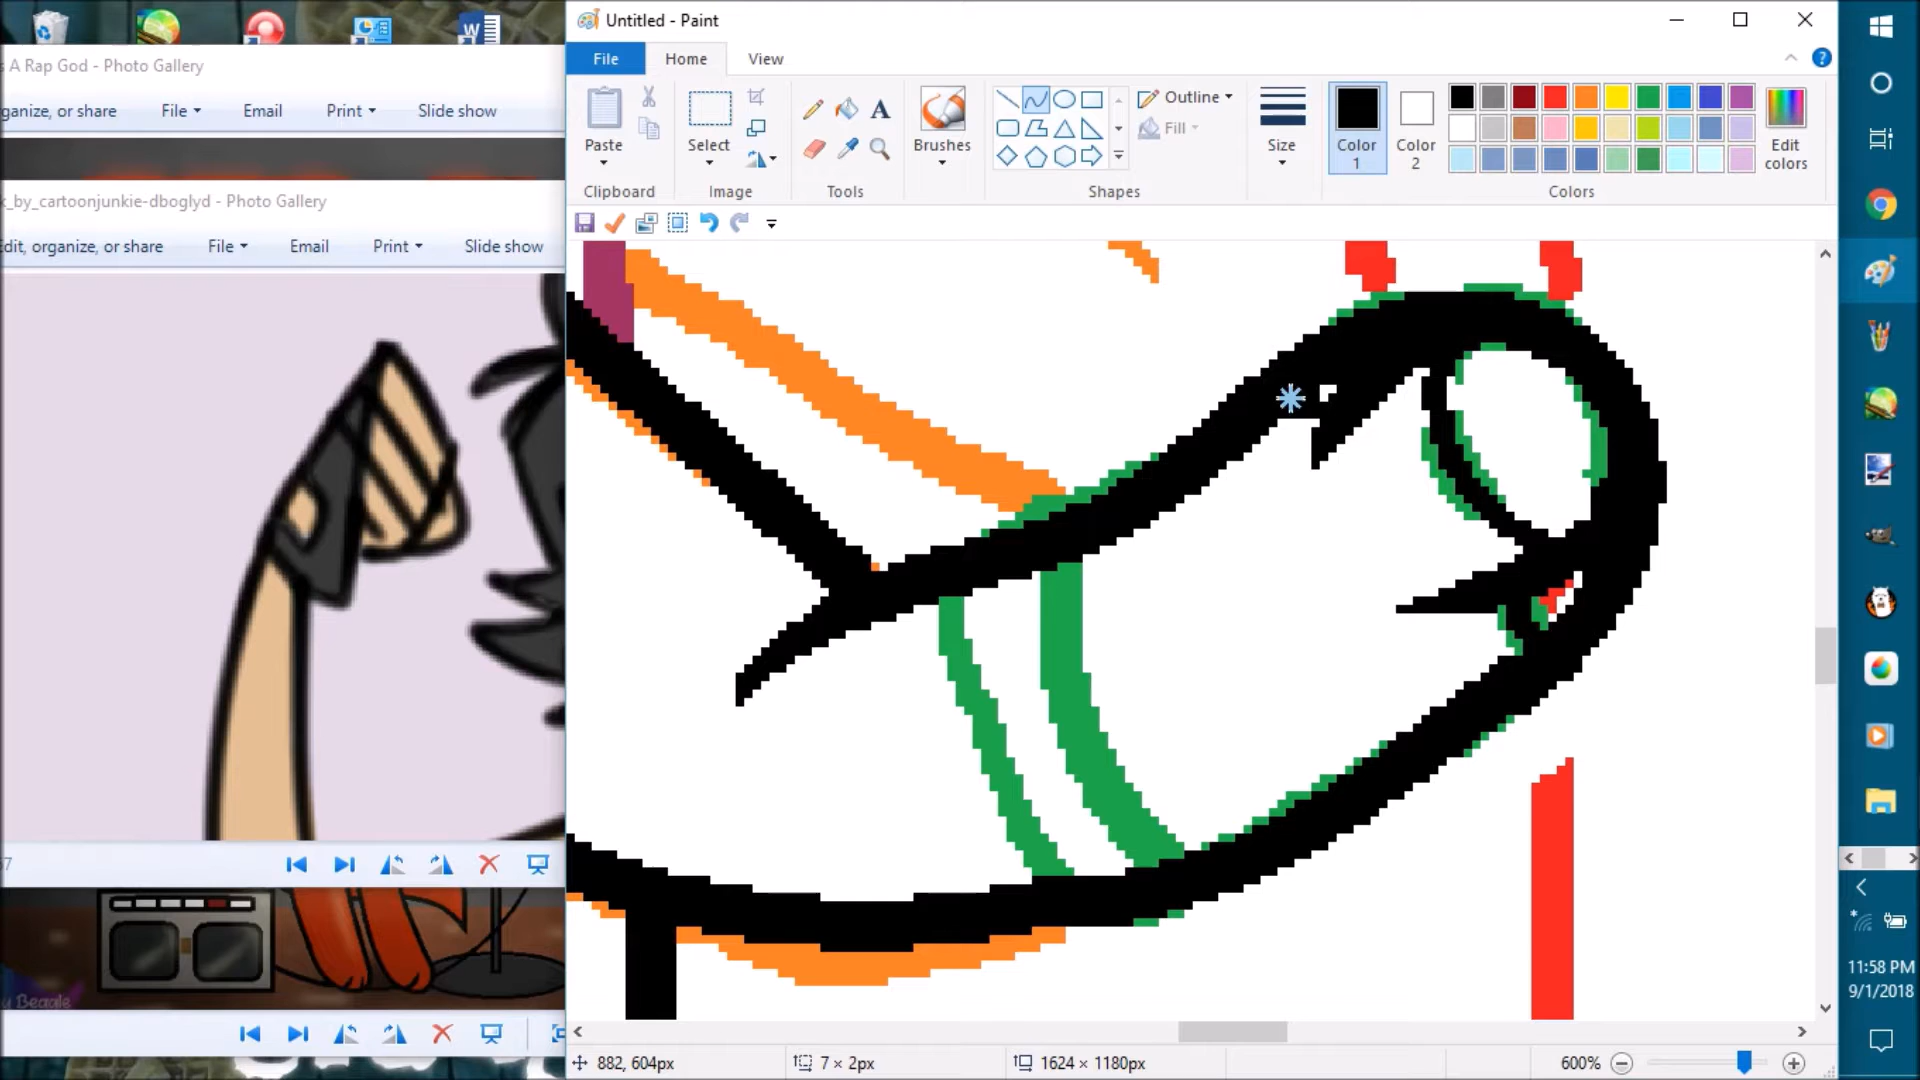 Untitled - Paint
File
Home
View
Paste
Select
Brushes
Outline
Fill
Size
Color 1
Color 2
Edit colors
Clipboard
Image
Tools
Shapes
Colors
A Rap God - Photo Gallery
ganize, or share
File
Email
Print
Slide show
k_by_cartoonjunkie-dboglyd - Photo Gallery
Edit, organize, or share
File
Email
Print
Slide show
Beagle
882, 604px
7 × 2px
1624 × 1180px
600%
11:58 PM
9/1/2018